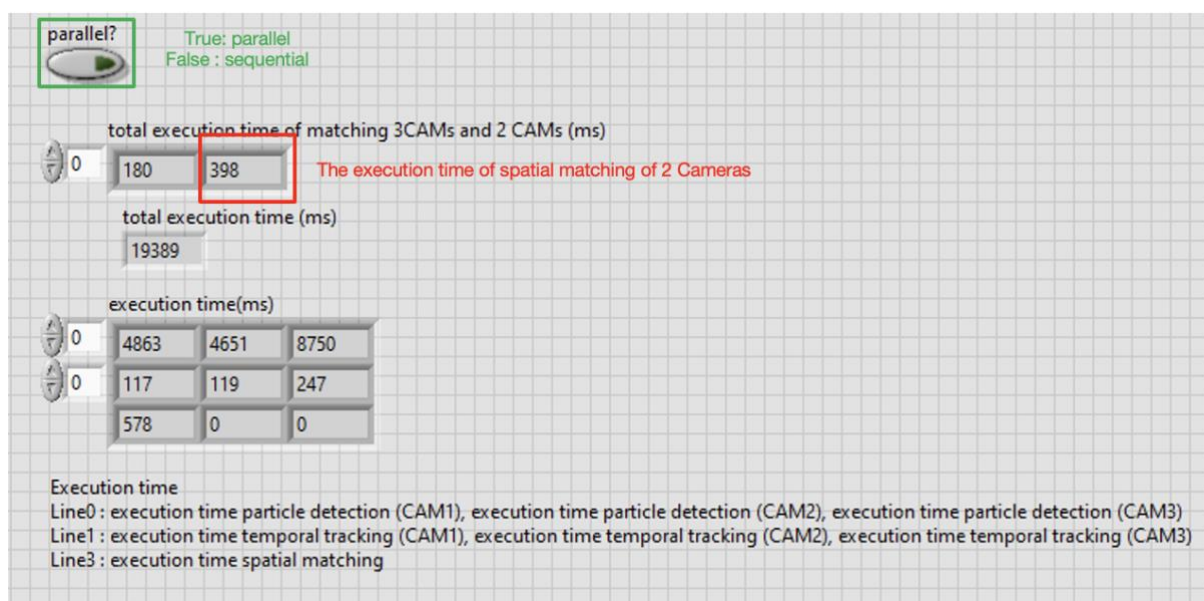 parallel?
True: parallel
False : sequential
total execution time of matching 3CAMs and 2 CAMs (ms)
0 180 398 The execution time of spatial matching of 2 Cameras
total execution time (ms)
19389
execution time(ms)
0 4863 4651 8750
0 117 119 247
578 0 0
Execution time
Line0 : execution time particle detection (CAM1), execution time particle detection (CAM2), execution time particle detection (CAM3)
Line1 : execution time temporal tracking (CAM1), execution time temporal tracking (CAM2), execution time temporal tracking (CAM3)
Line3 : execution time spatial matching